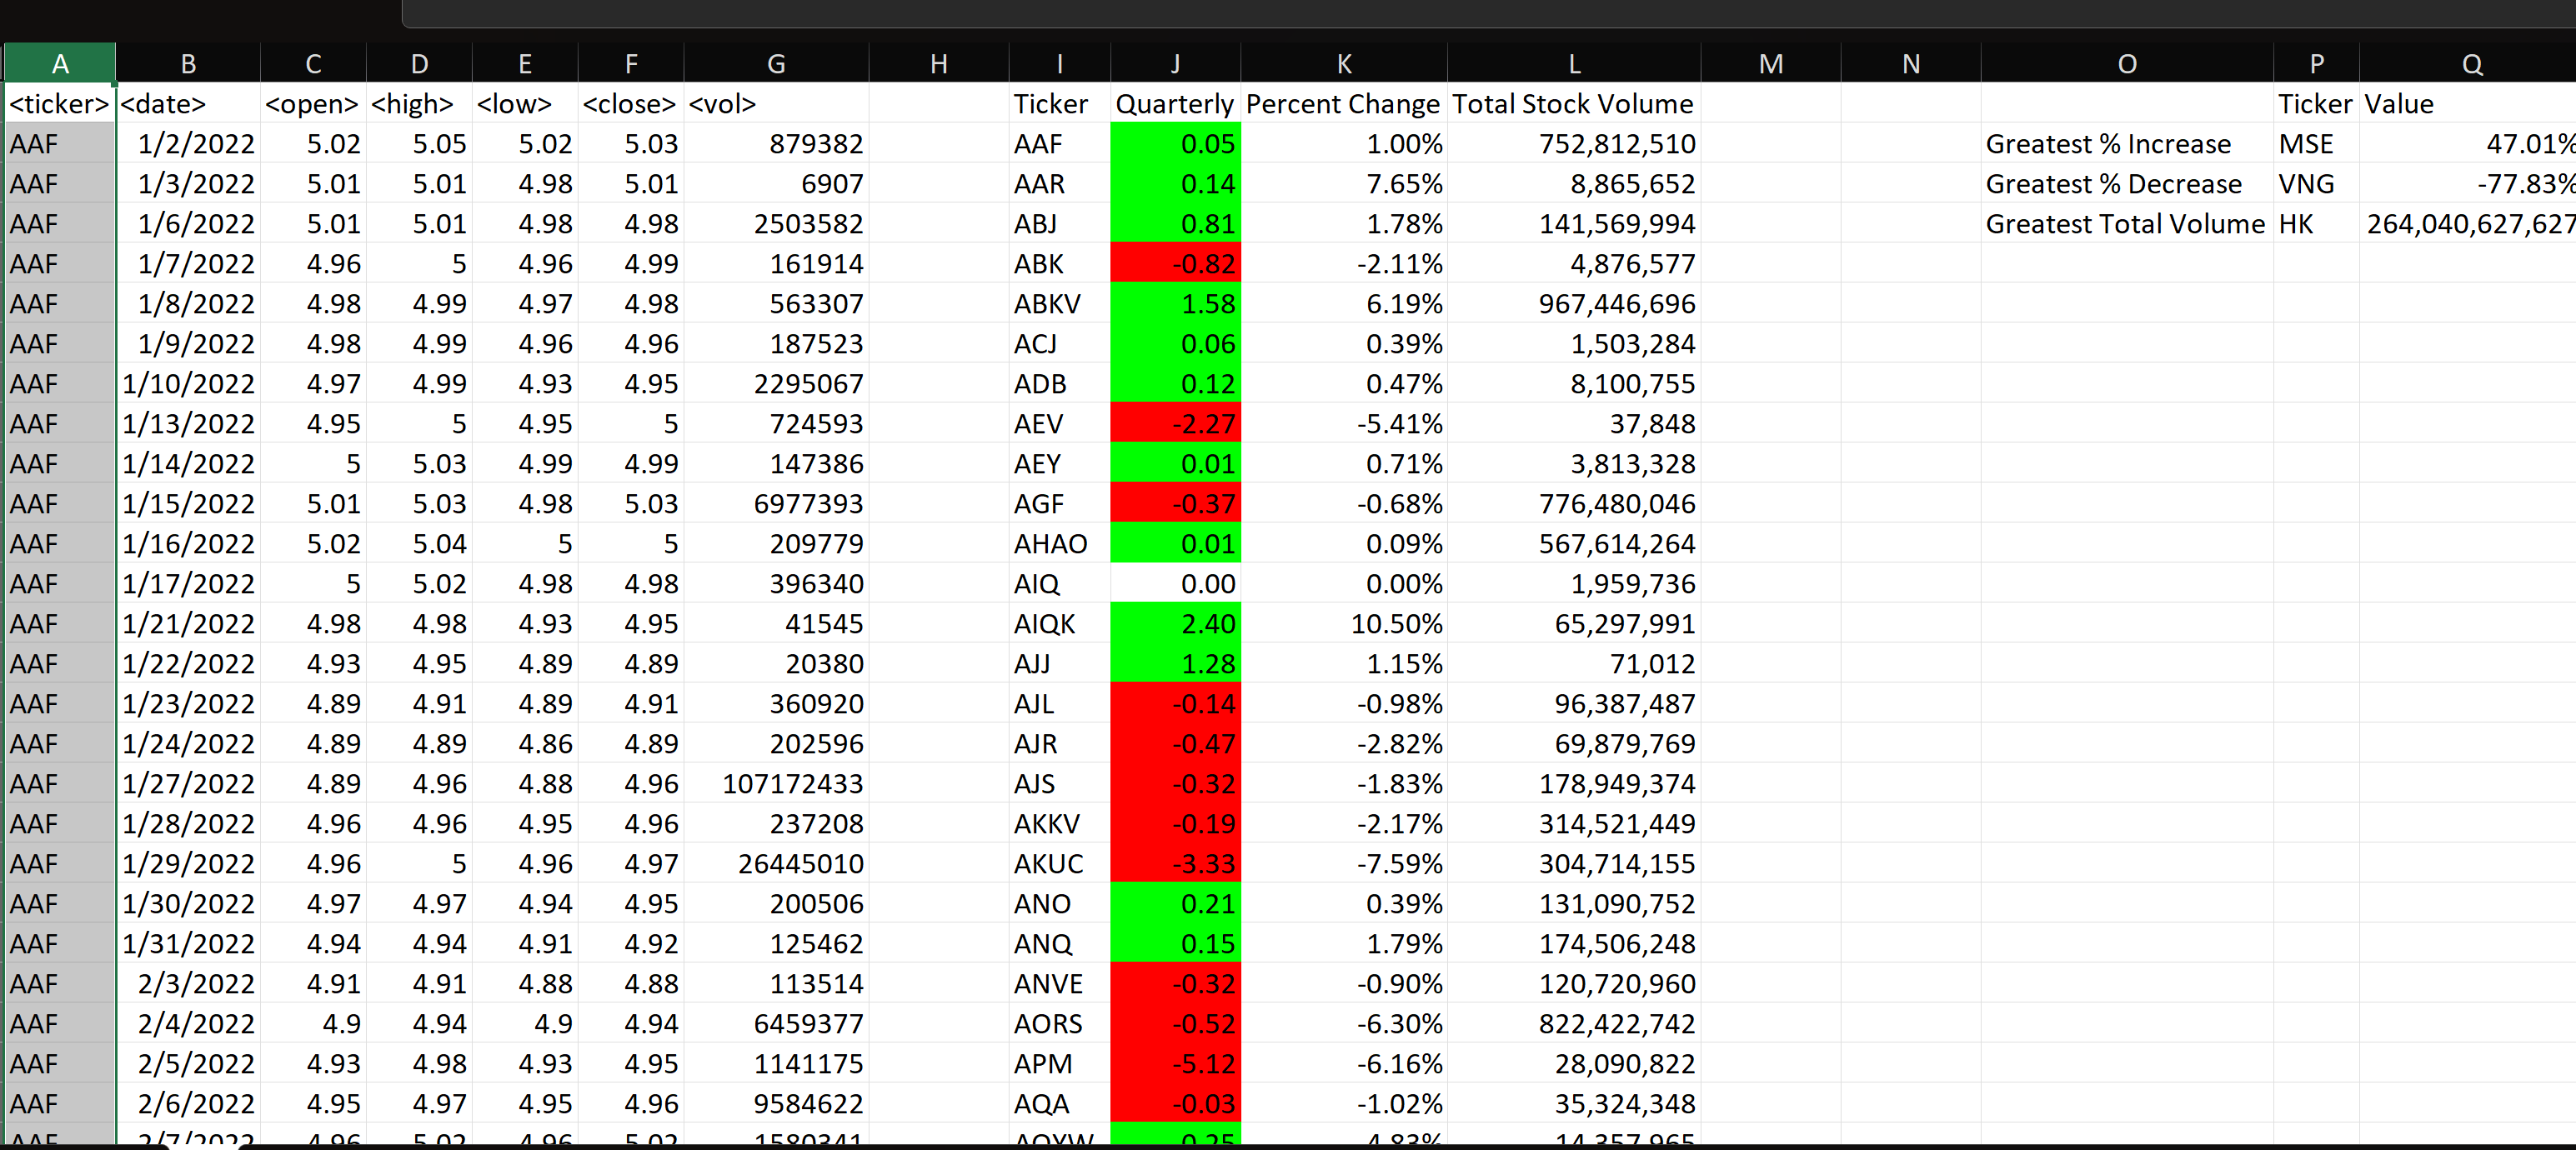 A B C D E F G H I J K L M N O P Q
<ticker> <date> <open> <high> <low> <close> <vol> Ticker Quarterly Percent Change Total Stock Volume Ticker Value
AAF 1/2/2022 5.02 5.05 5.02 5.03 879382 AAF 0.05 1.00% 752,812,510 Greatest % Increase MSE 47.01%
AAF 1/3/2022 5.01 5.01 4.98 5.01 6907 AAR 0.14 7.65% 8,865,652 Greatest % Decrease VNG -77.83%
AAF 1/6/2022 5.01 5.01 4.98 4.98 2503582 ABJ 0.81 1.78% 141,569,994 Greatest Total Volume HK 264,040,627,627
AAF 1/7/2022 4.96 5 4.96 4.99 161914 ABK -0.82 -2.11% 4,876,577
AAF 1/8/2022 4.98 4.99 4.97 4.98 563307 ABKV 1.58 6.19% 967,446,696
AAF 1/9/2022 4.98 4.99 4.96 4.96 187523 ACJ 0.06 0.39% 1,503,284
AAF 1/10/2022 4.97 4.99 4.93 4.95 2295067 ADB 0.12 0.47% 8,100,755
AAF 1/13/2022 4.95 5 4.95 5 724593 AEV -2.27 -5.41% 37,848
AAF 1/14/2022 5 5.03 4.99 4.99 147386 AEY 0.01 0.71% 3,813,328
AAF 1/15/2022 5.01 5.03 4.98 5.03 6977393 AGF -0.37 -0.68% 776,480,046
AAF 1/16/2022 5.02 5.04 5 5 209779 AHAO 0.01 0.09% 567,614,264
AAF 1/17/2022 5 5.02 4.98 4.98 396340 AIQ 0.00 0.00% 1,959,736
AAF 1/21/2022 4.98 4.98 4.93 4.95 41545 AIQK 2.40 10.50% 65,297,991
AAF 1/22/2022 4.93 4.95 4.89 4.89 20380 AJJ 1.28 1.15% 71,012
AAF 1/23/2022 4.89 4.91 4.89 4.91 360920 AJL -0.14 -0.98% 96,387,487
AAF 1/24/2022 4.89 4.89 4.86 4.89 202596 AJR -0.47 -2.82% 69,879,769
AAF 1/27/2022 4.89 4.96 4.88 4.96 107172433 AJS -0.32 -1.83% 178,949,374
AAF 1/28/2022 4.96 4.96 4.95 4.96 237208 AKKV -0.19 -2.17% 314,521,449
AAF 1/29/2022 4.96 5 4.96 4.97 26445010 AKUC -3.33 -7.59% 304,714,155
AAF 1/30/2022 4.97 4.97 4.94 4.95 200506 ANO 0.21 0.39% 131,090,752
AAF 1/31/2022 4.94 4.94 4.91 4.92 125462 ANQ 0.15 1.79% 174,506,248
AAF 2/3/2022 4.91 4.91 4.88 4.88 113514 ANVE -0.32 -0.90% 120,720,960
AAF 2/4/2022 4.9 4.94 4.9 4.94 6459377 AORS -0.52 -6.30% 822,422,742
AAF 2/5/2022 4.93 4.98 4.93 4.95 1141175 APM -5.12 -6.16% 28,090,822
AAF 2/6/2022 4.95 4.97 4.95 4.96 9584622 AQA -0.03 -1.02% 35,324,348
AAF 2/7/2022 4.96 5.02 4.96 5.02 1580341 AQYW 0.25 4.83% 14,357,965